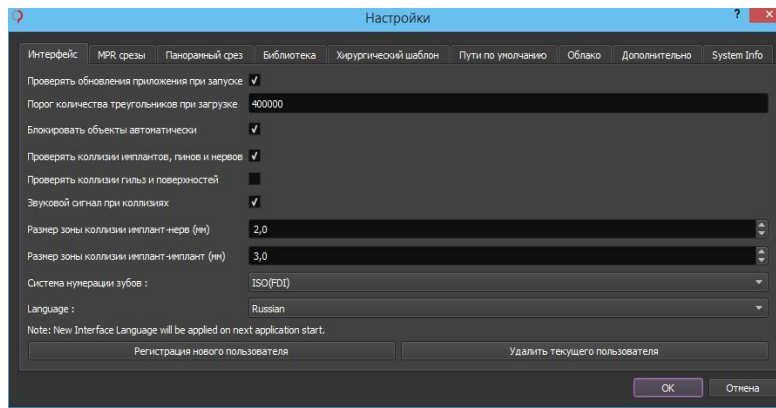 Настройки
?
Интерфейс MPR срезы Панорамный срез Библиотека Хирургический шаблон Пути по умолчанию Облако Дополнительно System Info
Проверять обновления приложения при запуске
Порог количества треугольников при загрузке 400000
Блокировать объекты автоматически
Проверять коллизии имплантов, пинов и нервов
Проверять коллизии гильз и поверхностей
Звуковой сигнал при коллизиях
Размер зоны коллизии имплант-нерв (мм) 2,0
Размер зоны коллизии имплант-имплант (мм) 3,0
Система нумерации зубов : ISO(FDI)
Language : Russian
Note: New Interface Language will be applied on next application start.
Регистрация нового пользователя Удалить текущего пользователя
OK Отмена